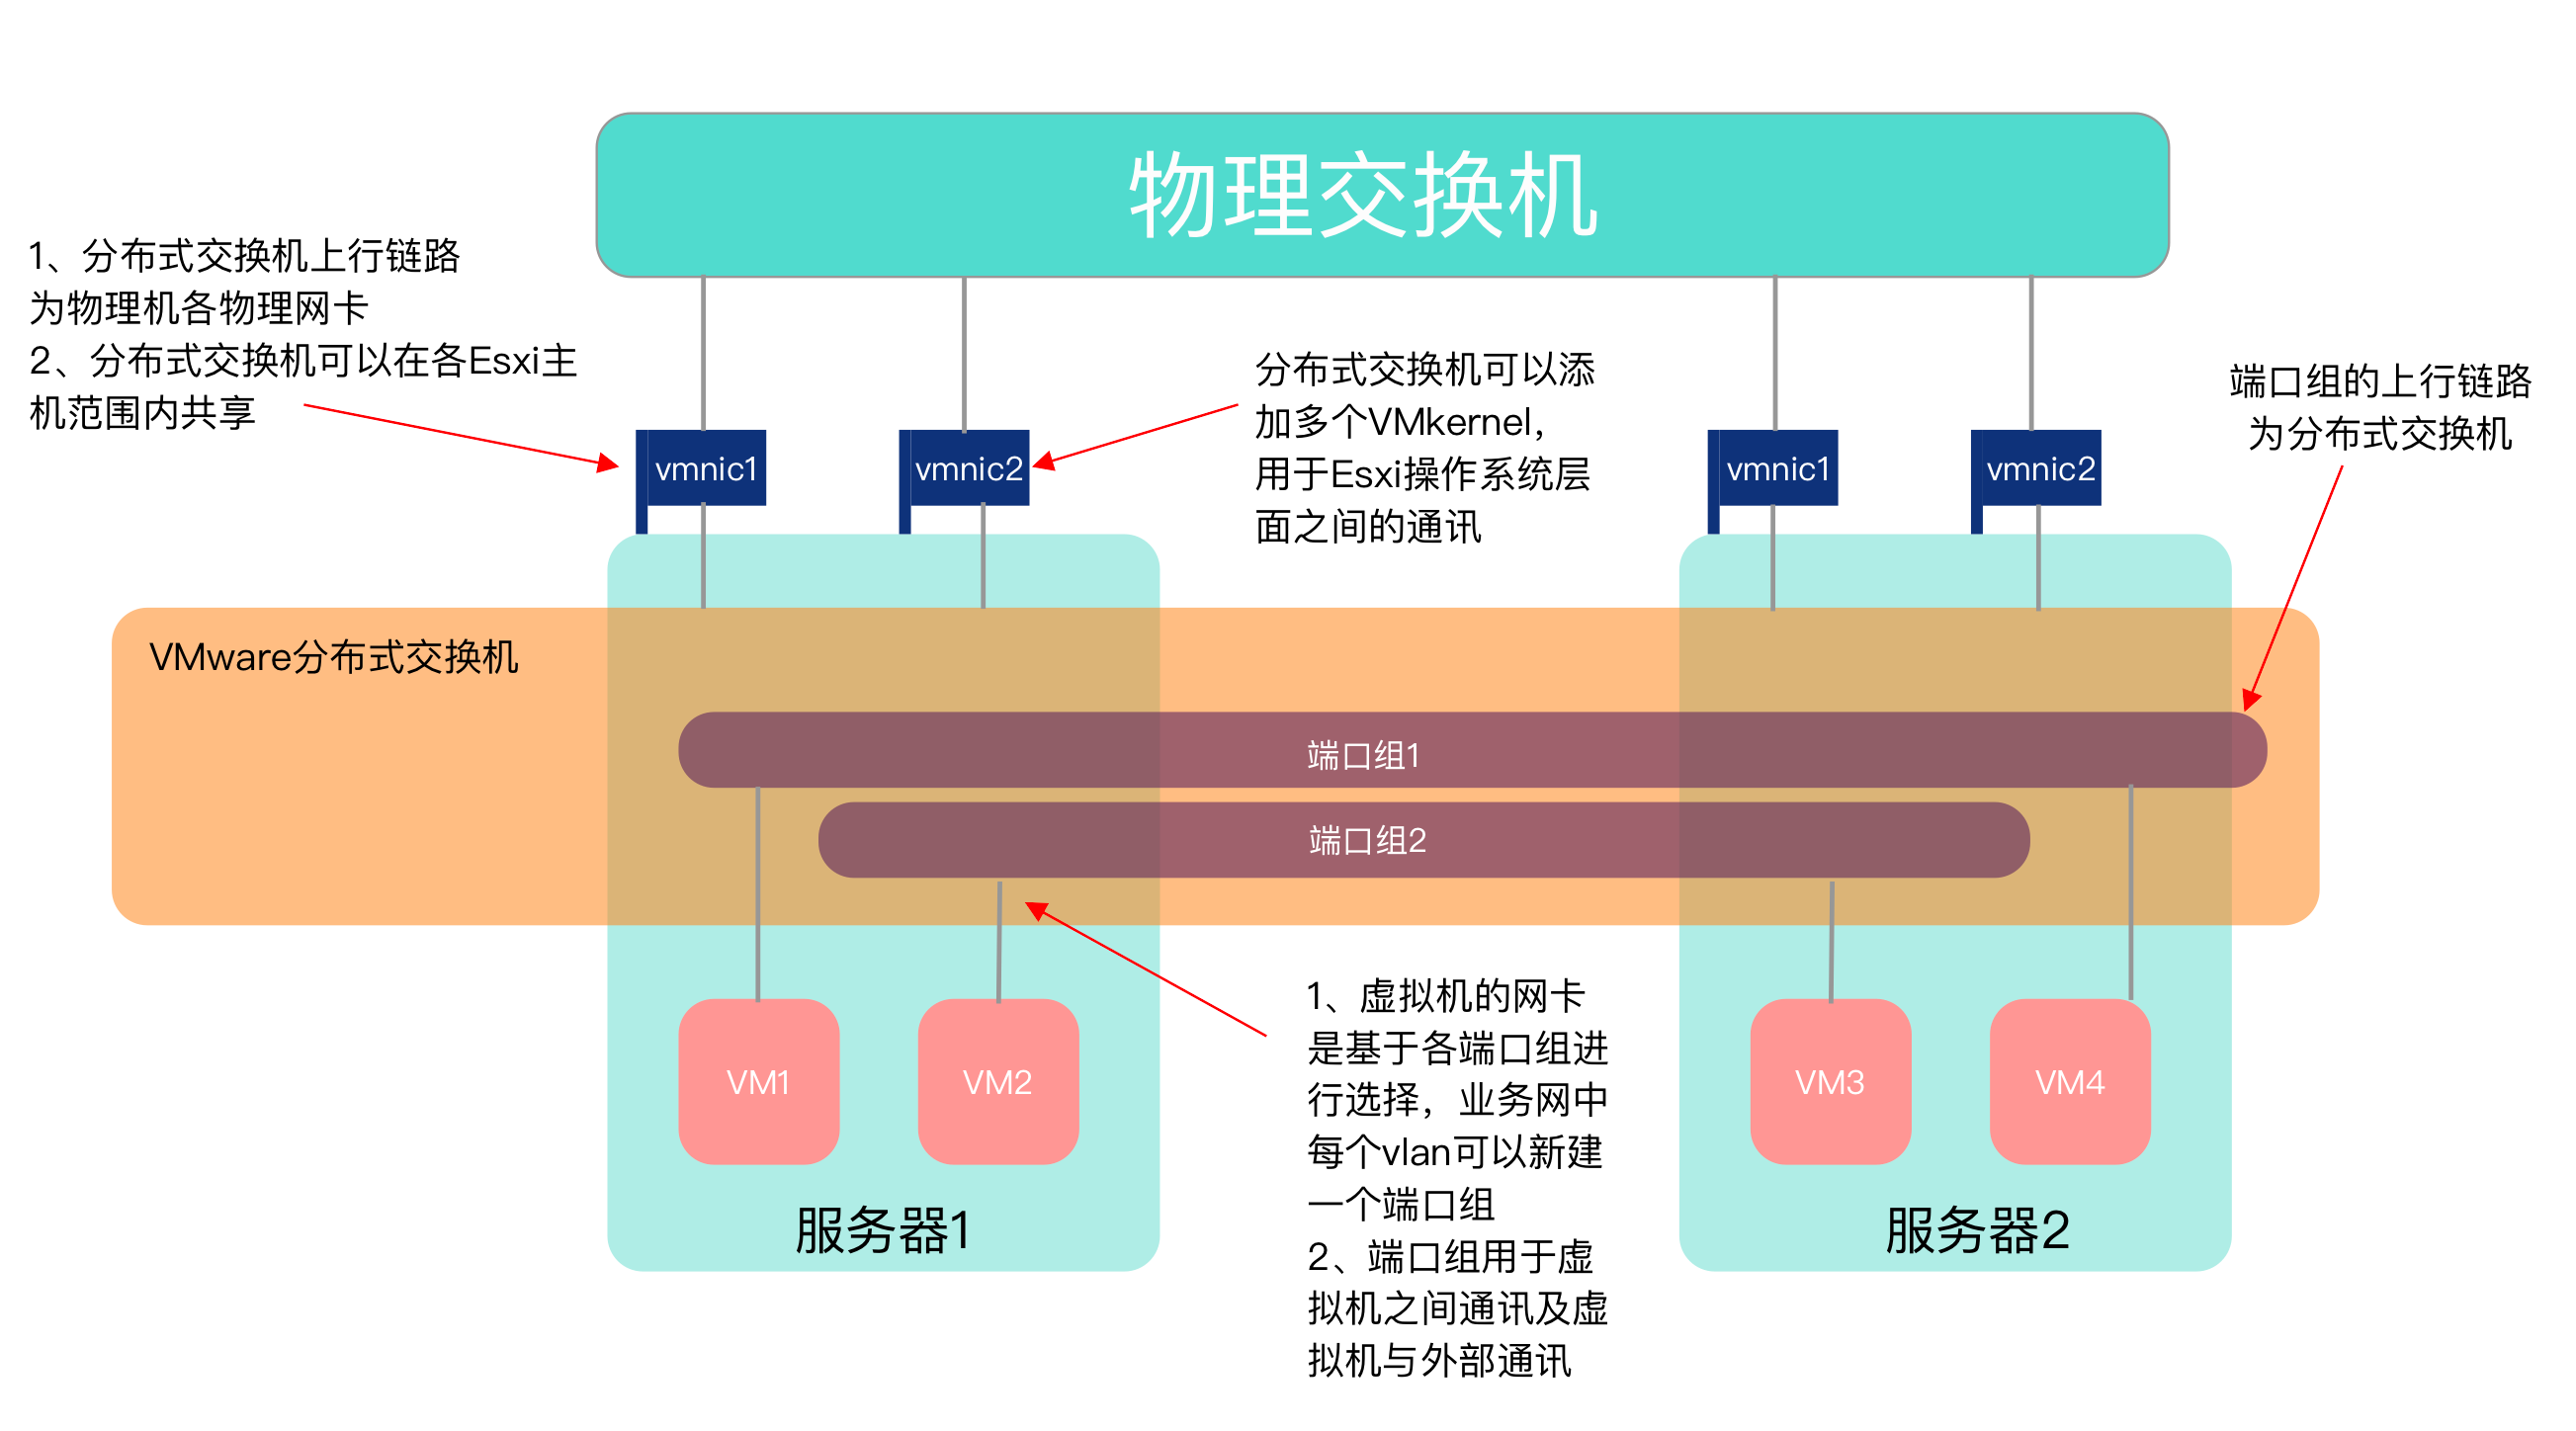 物理交换机
1、分布式交换机上行链路
为物理机各物理网卡
2、分布式交换机可以在各Esxi主
机范围内共享
分布式交换机可以添
加多个VMkernel，
用于Esxi操作系统层
面之间的通讯
端口组的上行链路
为分布式交换机
vmnic1
vmnic2
vmnic1
vmnic2
VMware分布式交换机
端口组1
端口组2
1、虚拟机的网卡
是基于各端口组进
行选择，业务网中
每个vlan可以新建
一个端口组
2、端口组用于虚
拟机之间通讯及虚
拟机与外部通讯
VM1
VM2
VM3
VM4
服务器1
服务器2